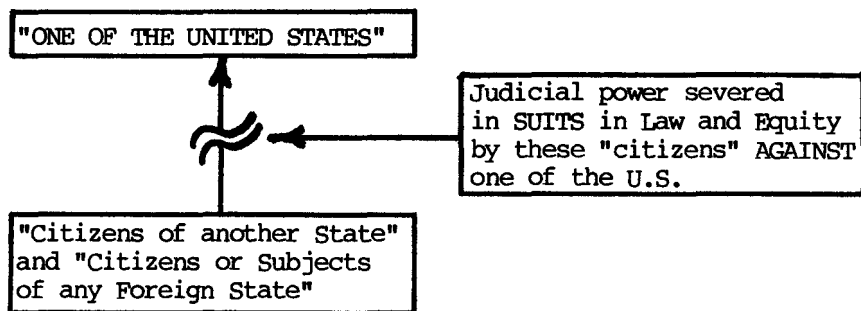 "ONE OF THE UNITED STATES"
Judicial power severed
in SUITS in Law and Equity
by these "citizens" AGAINST
one of the U.S.
"Citizens of another State"
and "Citizens or Subjects
of any Foreign State"